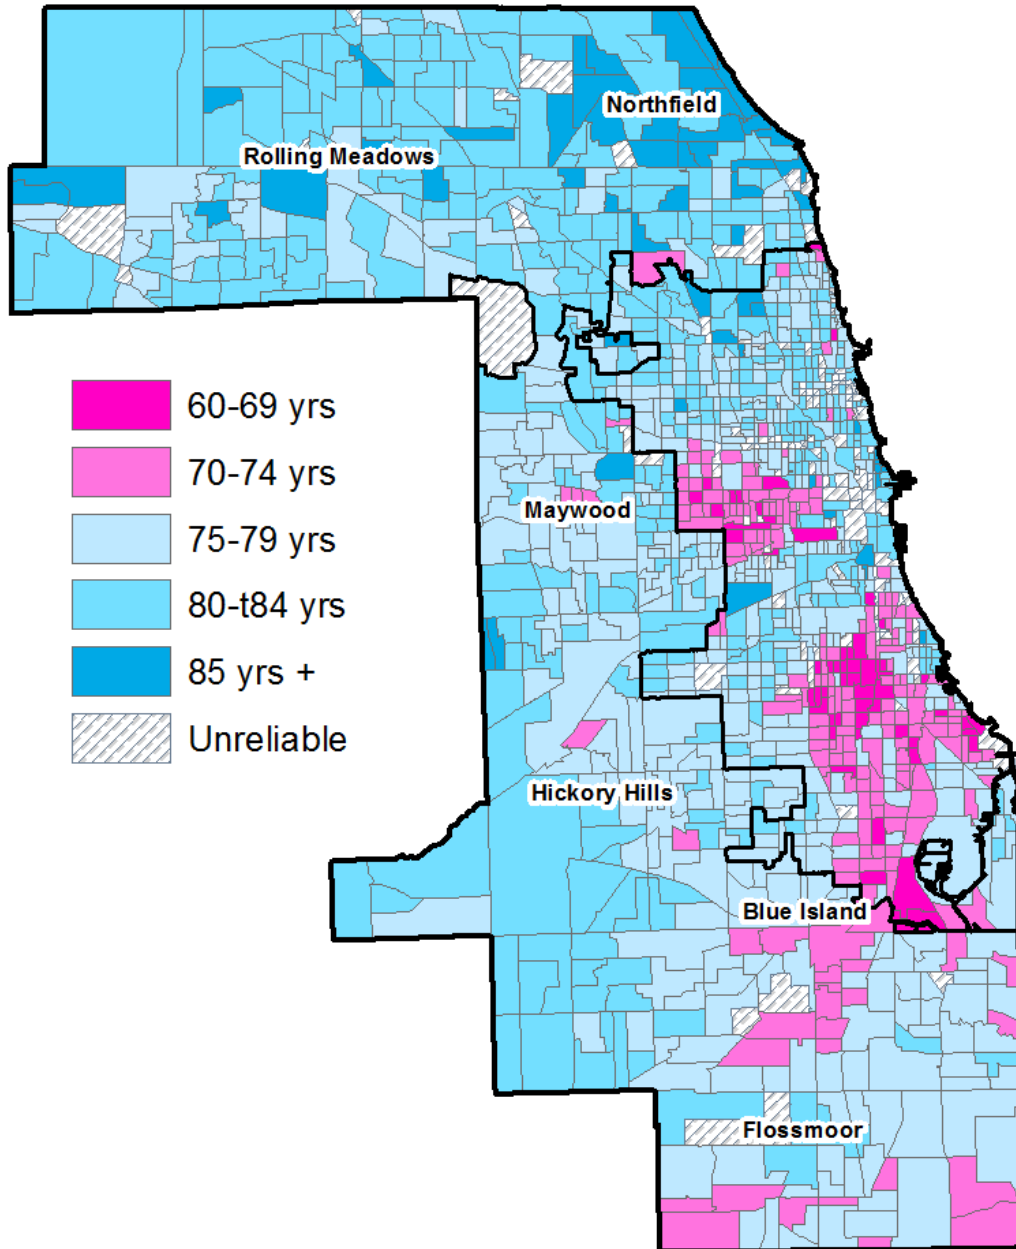 Northfield
Rolling Meadows
60-69 yrs
70-74 yrs
75-79 yrs
80-t84 yrs
85 yrs +
Unreliable
Maywood
Hickory Hills
Blue Island
Flossmoor